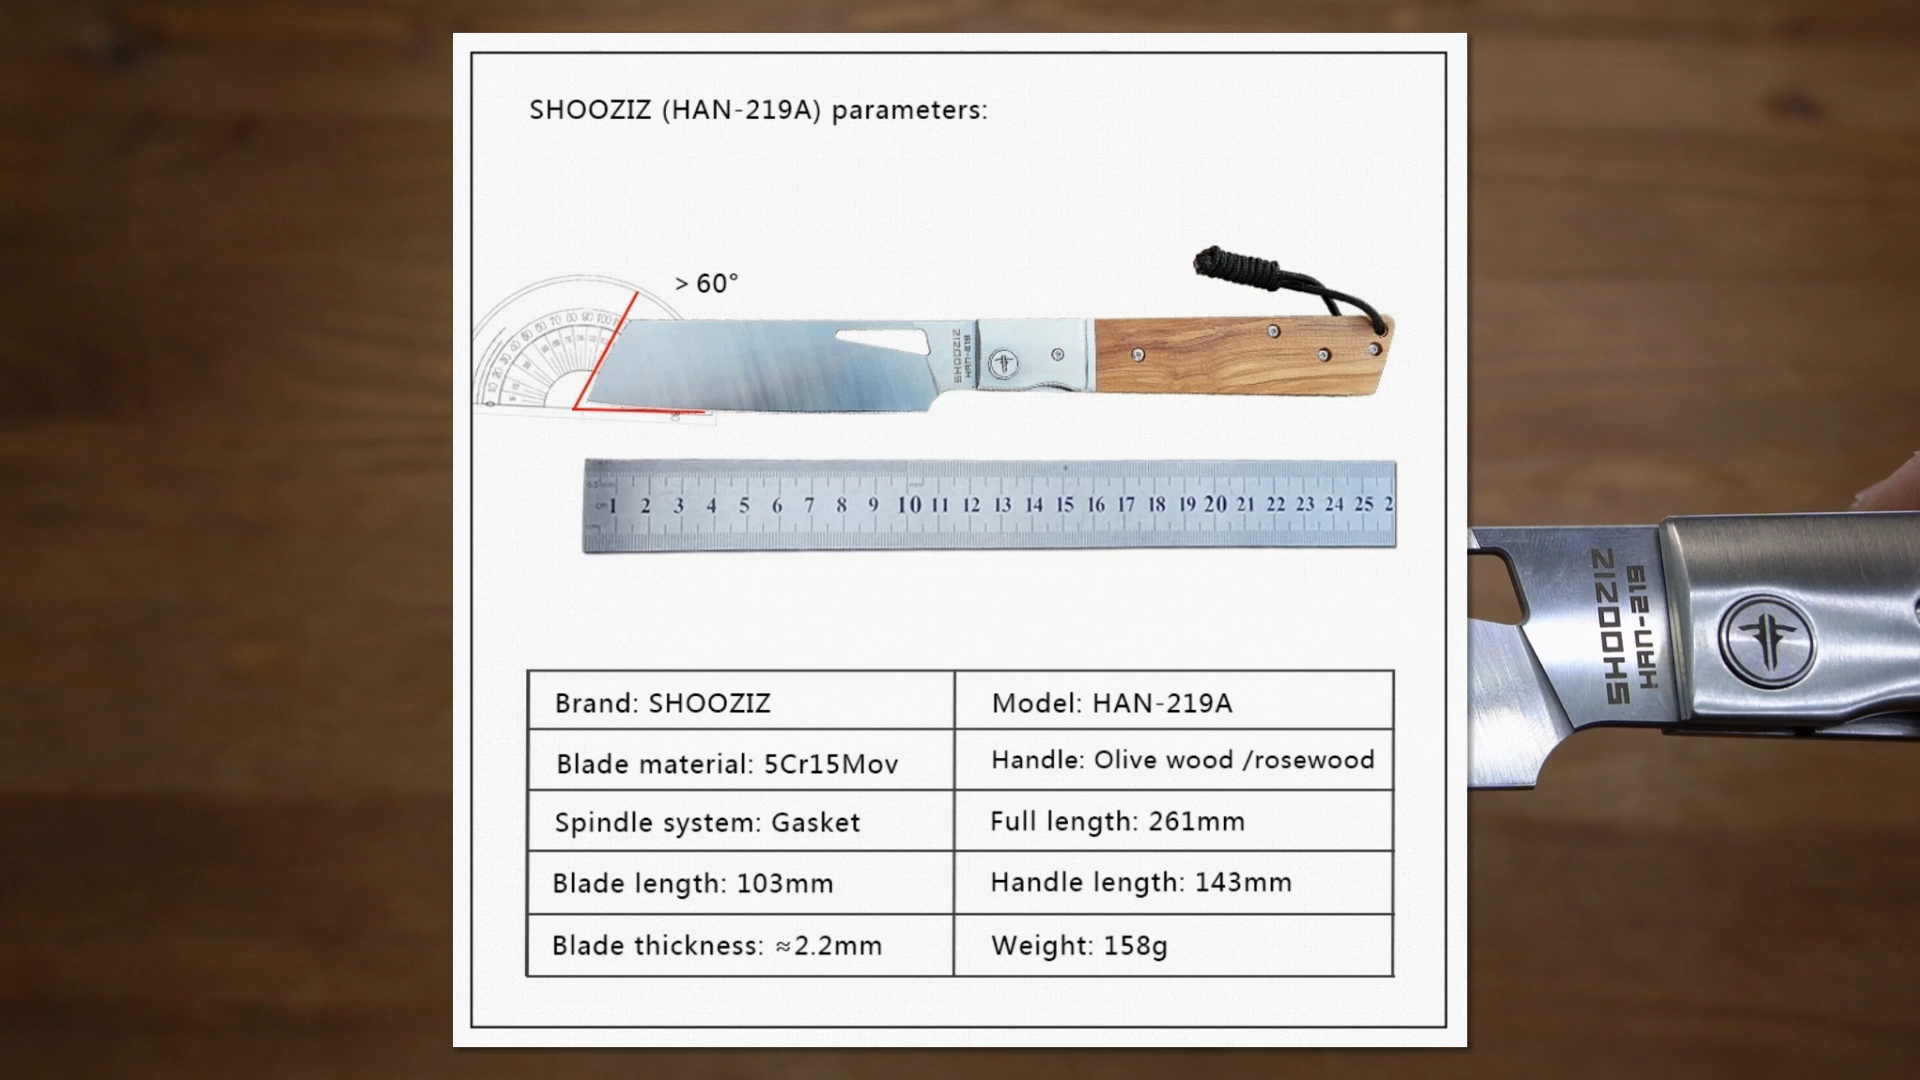 SHOOZIZ (HAN-219A) parameters:
> 60°
SHOOZIZ
HAN-219
cm 1 2 3 4 5 6 7 8 9 10 11 12 13 14 15 16 17 18 19 20 21 22 23 24 25 2
Brand: SHOOZIZ
Model: HAN-219A
Blade material: 5Cr15Mov
Handle: Olive wood /rosewood
Spindle system: Gasket
Full length: 261mm
Blade length: 103mm
Handle length: 143mm
Blade thickness: ≈2.2mm
Weight: 158g
SHOOZIZ
HAN-219